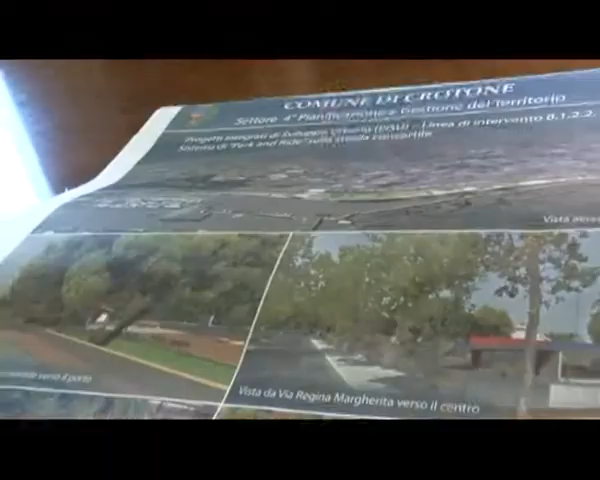 COMUNE DI CROTONE
Settore 4° Pianificazione e Gestione del Territorio
Progetti Integrati di Sviluppo Urbano (PISU) - Linea di intervento 8.1.2.2.
Sistema di "Park and Ride" sulla strada consortile
Vista
verso il porto
Vista da Via Regina Margherita verso il centro